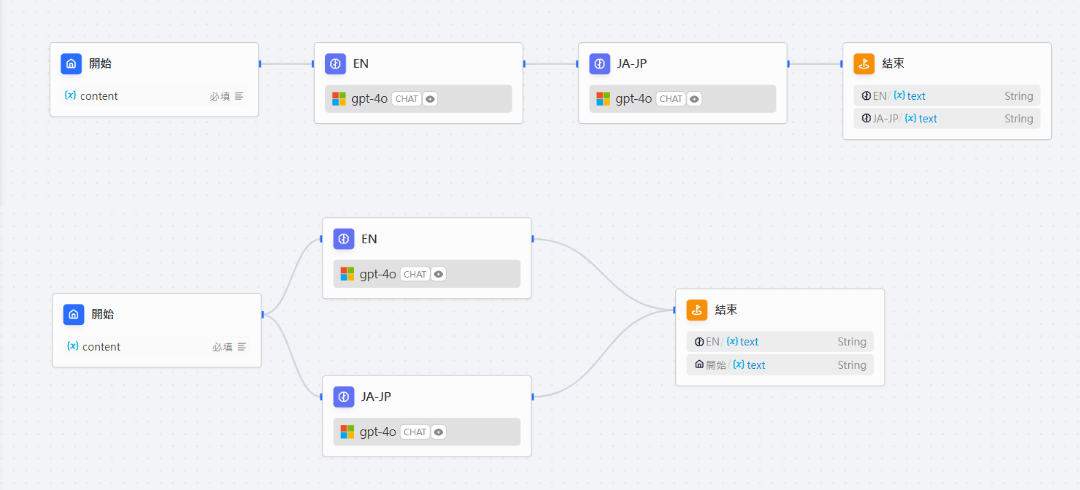 開始
content 必填
EN
gpt-4o CHAT
JA-JP
gpt-4o CHAT
結束
EN/{x} text String
JA-JP/{x} text String
開始
{x} content 必填
EN
gpt-4o CHAT
JA-JP
gpt-4o CHAT
結束
EN/{x} text String
開始/{x} text String